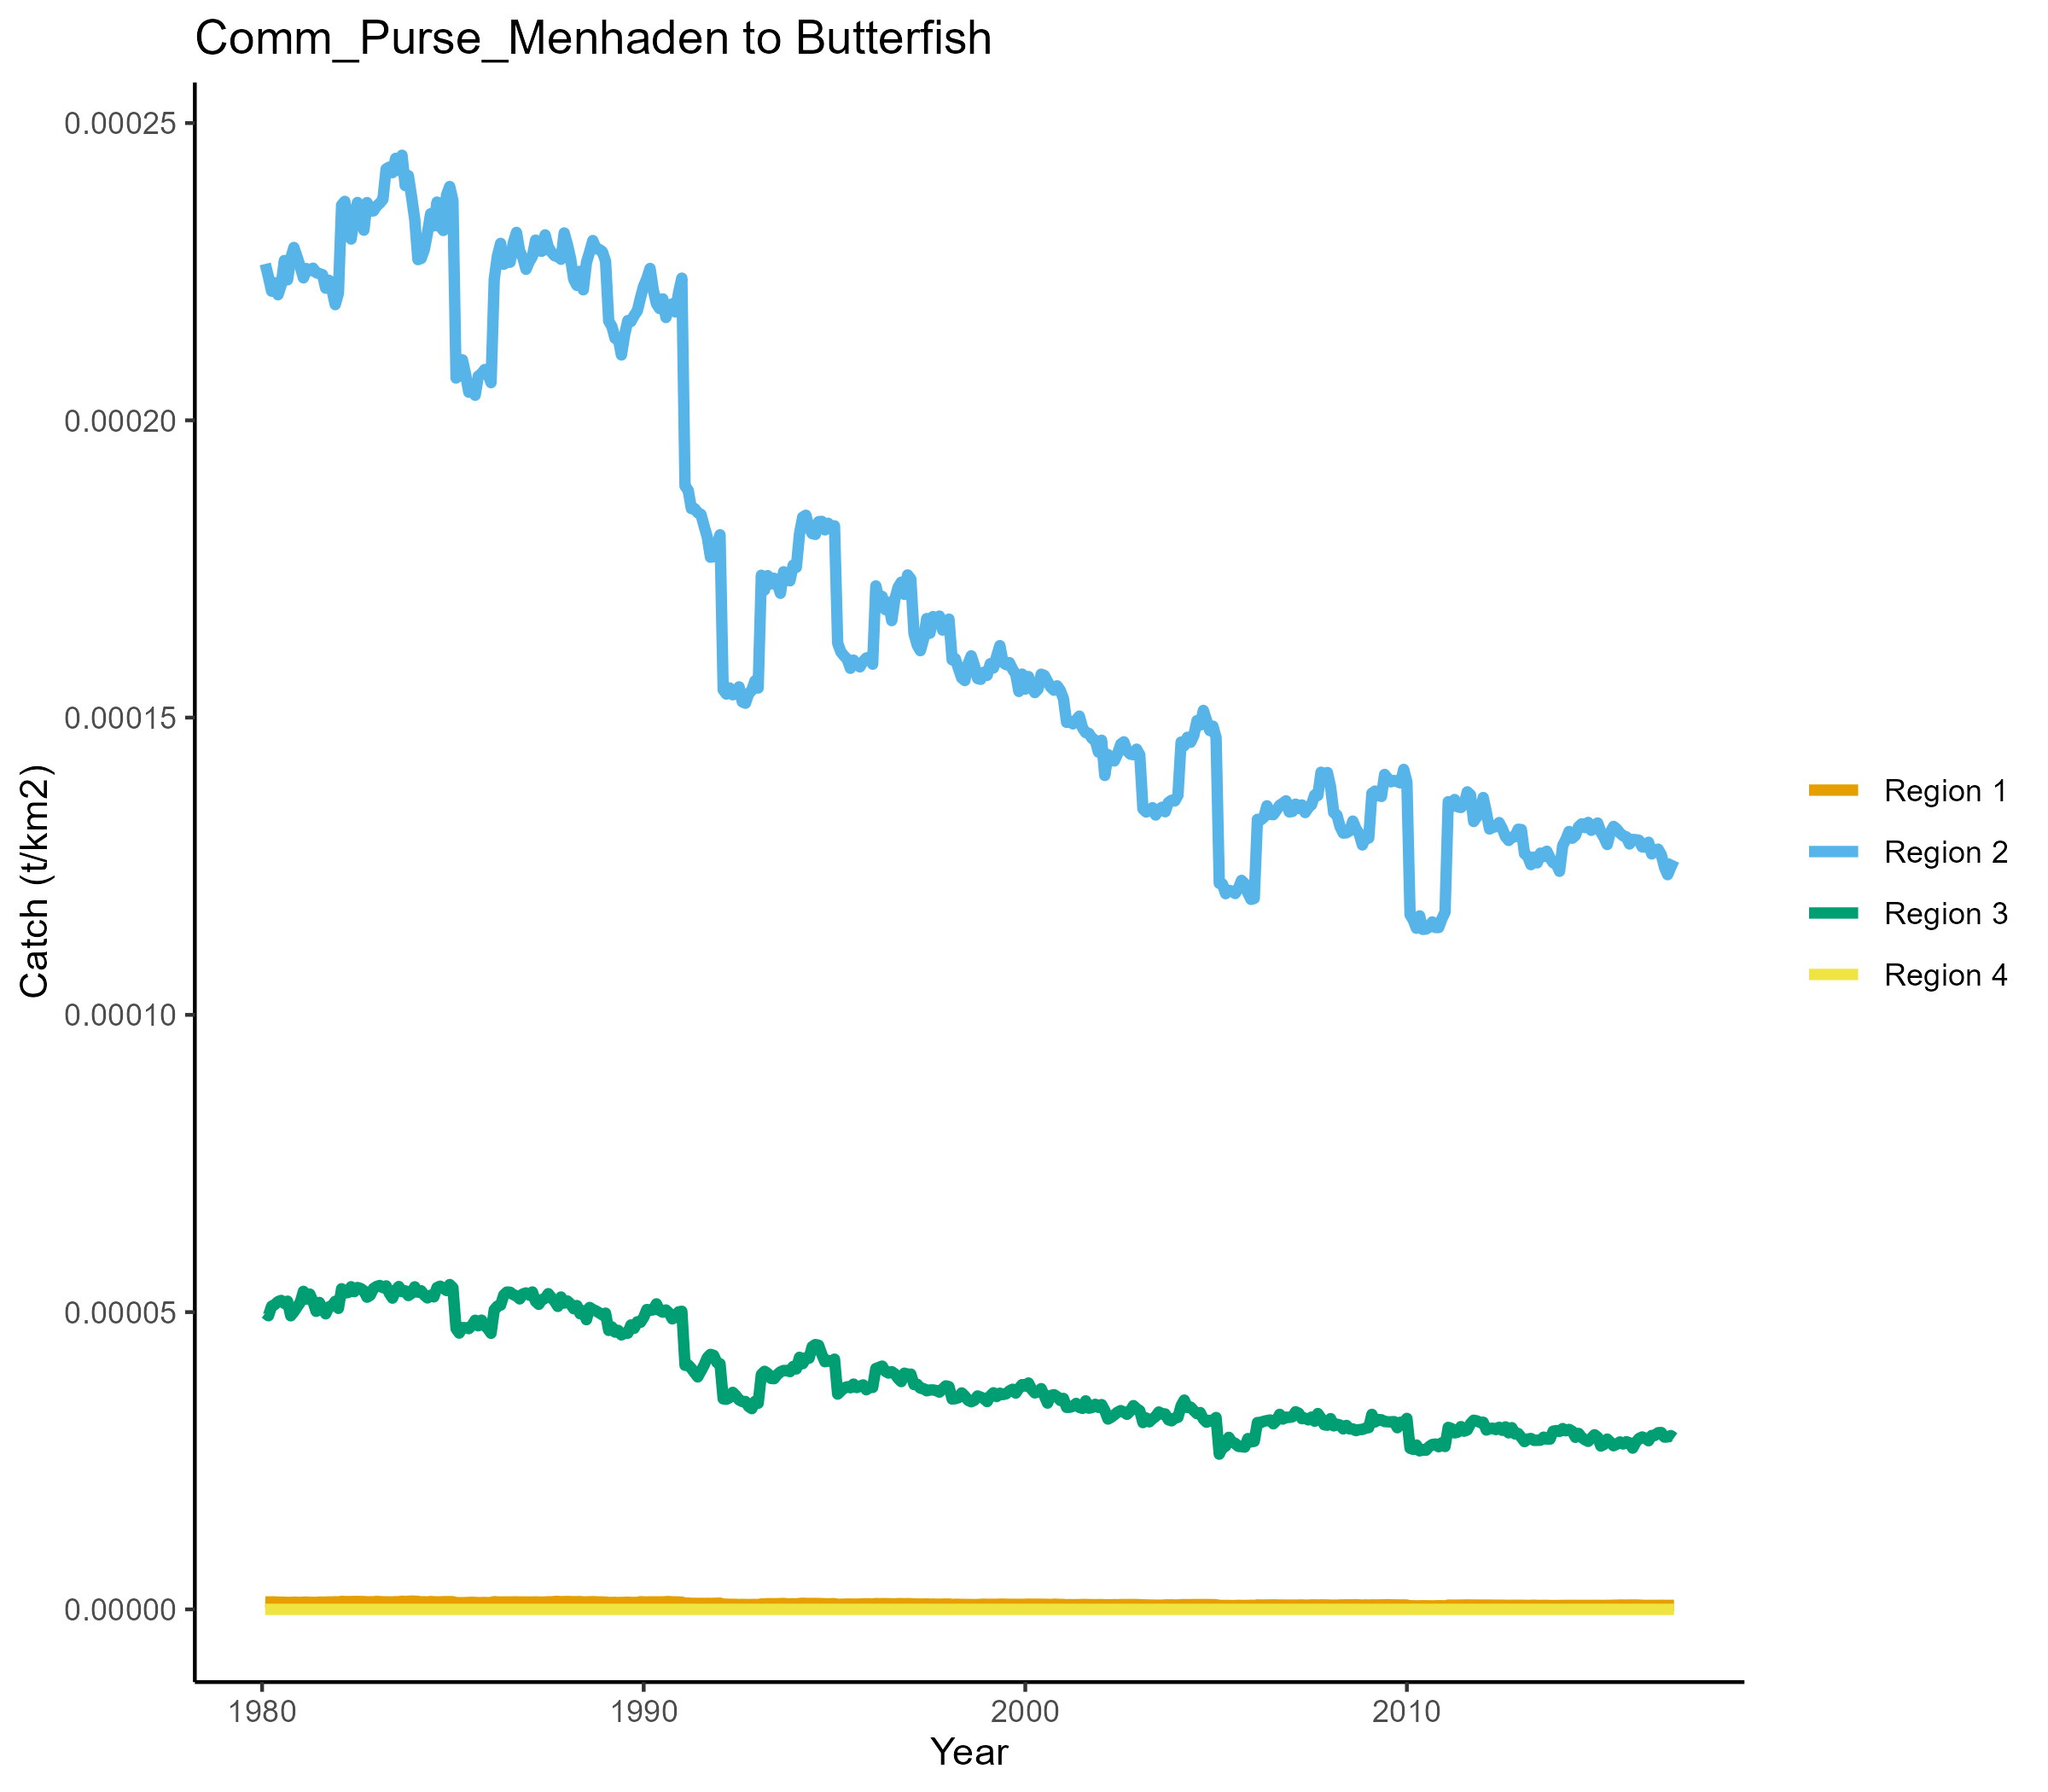 Comm_Purse_Menhaden to Butterfish
Catch (t/km2)
0.00025
0.00020
0.00015
0.00010
0.00005
0.00000
1980
1990
2000
2010
Year
Region 1
Region 2
Region 3
Region 4